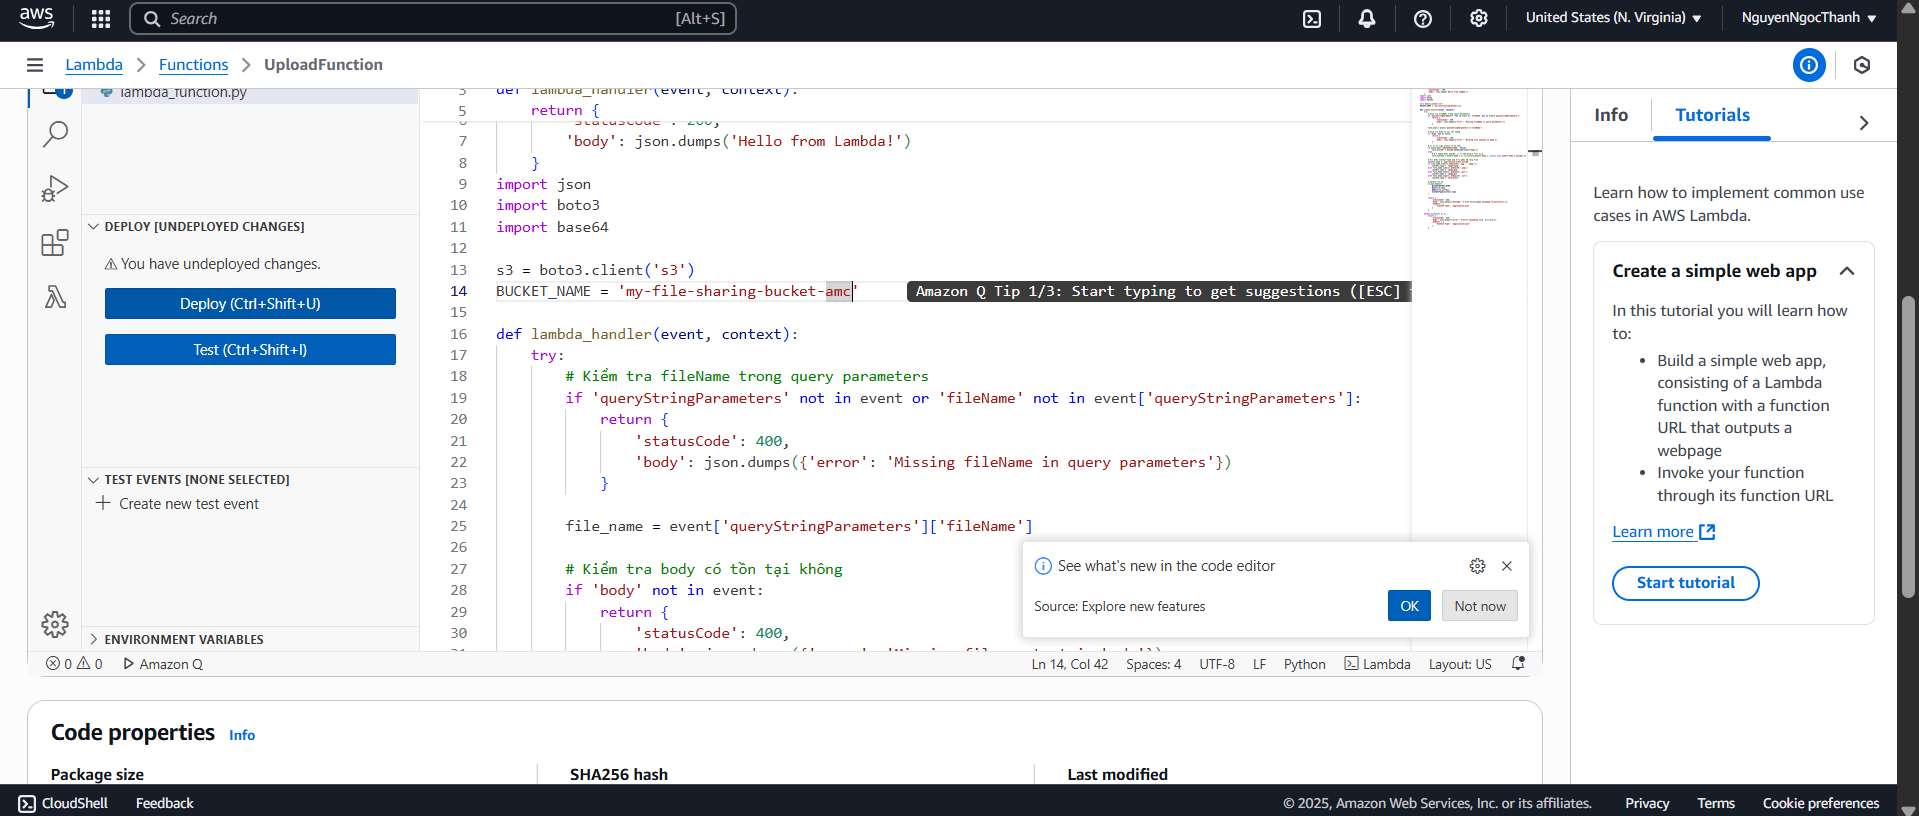 aws
Search
[Alt+S]
United States (N. Virginia)
NguyenNgocThanh
Lambda
Functions
UploadFunction
lambda_function.py
DEPLOY [UNDEPLOYED CHANGES]
You have undeployed changes.
Deploy (Ctrl+Shift+U)
Test (Ctrl+Shift+I)
TEST EVENTS [NONE SELECTED]
Create new test event
ENVIRONMENT VARIABLES
3 def lambda_handler(event, context):
5 return {
6 'statusCode': 200,
7 'body': json.dumps('Hello from Lambda!')
8 }
9 import json
10 import boto3
11 import base64
12
13 s3 = boto3.client('s3')
14 BUCKET_NAME = 'my-file-sharing-bucket-amc'
Amazon Q Tip 1/3: Start typing to get suggestions ([ESC]
15
16 def lambda_handler(event, context):
17 try:
18 # Kiểm tra fileName trong query parameters
19 if 'queryStringParameters' not in event or 'fileName' not in event['queryStringParameters']:
20 return {
21 'statusCode': 400,
22 'body': json.dumps({'error': 'Missing fileName in query parameters'})
23 }
24
25 file_name = event['queryStringParameters']['fileName']
26
27 # Kiểm tra body có tồn tại không
28 if 'body' not in event:
29 return {
30 'statusCode': 400,
See what's new in the code editor
Source: Explore new features
OK
Not now
0 0
Amazon Q
Ln 14, Col 42
Spaces: 4
UTF-8
LF
Python
Lambda
Layout: US
Code properties
Info
Package size
SHA256 hash
Last modified
Info
Tutorials
Learn how to implement common use
cases in AWS Lambda.
Create a simple web app
In this tutorial you will learn how
to:
• Build a simple web app,
consisting of a Lambda
function with a function
URL that outputs a
webpage
• Invoke your function
through its function URL
Learn more
Start tutorial
CloudShell
Feedback
© 2025, Amazon Web Services, Inc. or its affiliates.
Privacy
Terms
Cookie preferences